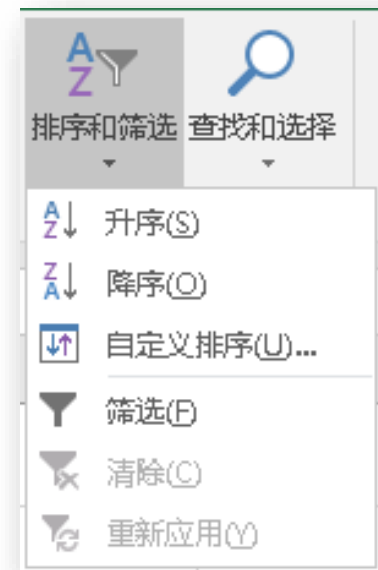 排序和筛选 查找和选择
升序(S)
降序(O)
自定义排序(U)...
筛选(F)
清除(C)
重新应用(Y)